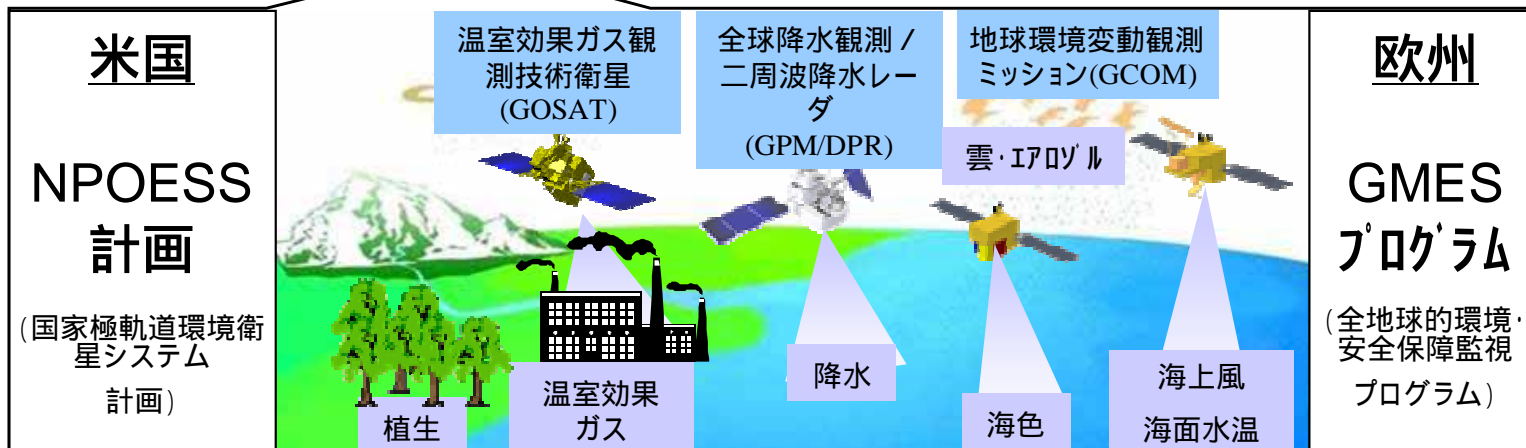 米国
NPOESS
計画
(国家極軌道環境衛
星システム
計画)
温室効果ガス観
測技術衛星
(GOSAT)
全球降水観測/
二周波降水レー
ダ
(GPM/DPR)
地球環境変動観測
ミッション(GCOM)
雲・エアロゾル
植生
温室効果
ガス
降水
海色
海上風
海面水温
欧州
GMES
プログラム
(全地球的環境・
安全保障監視
プログラム)